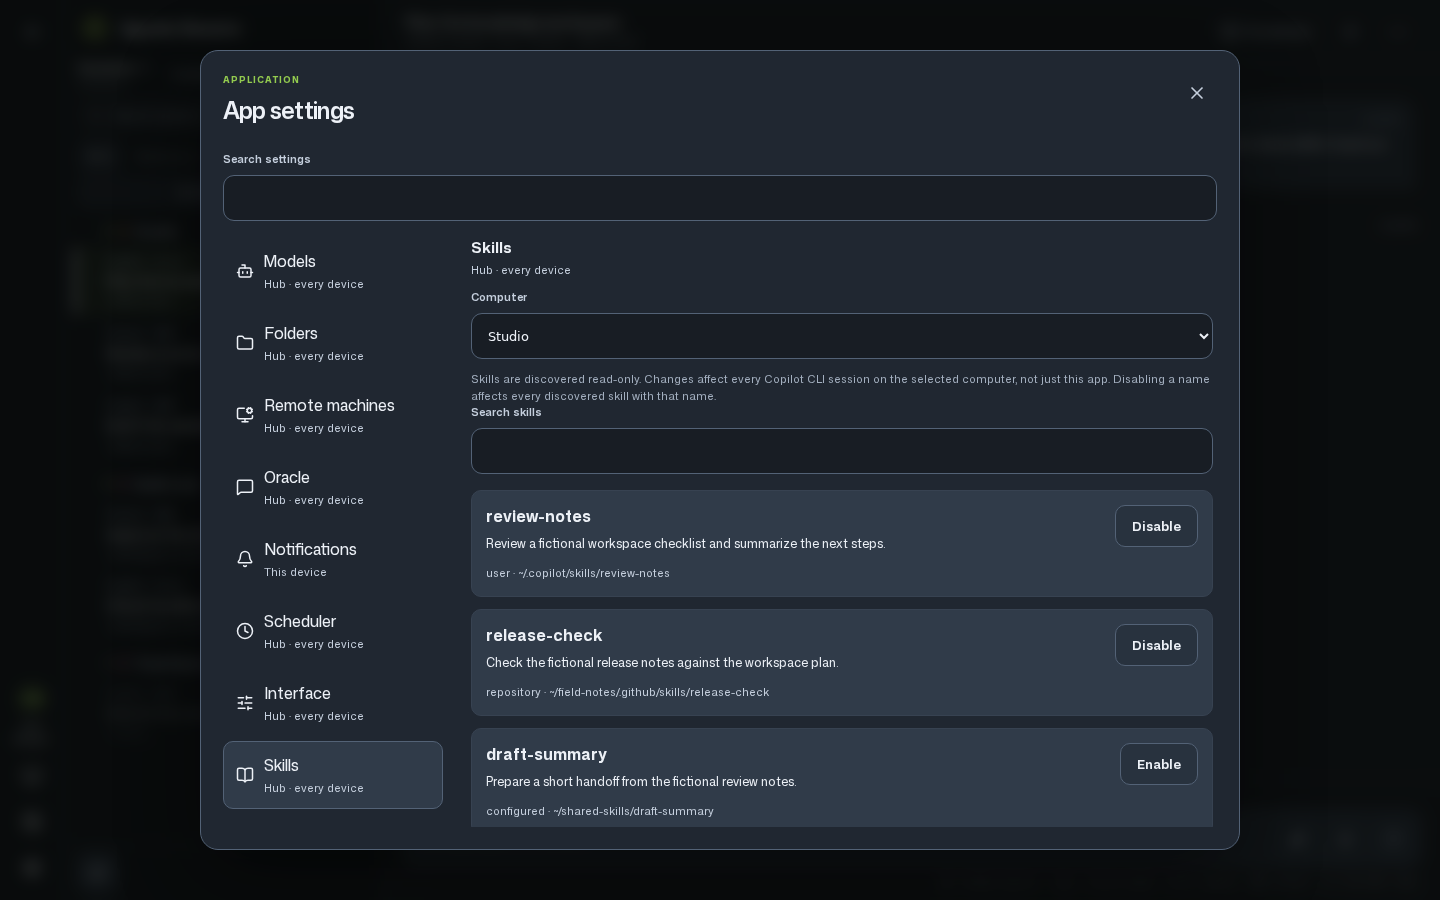 APPLICATION
App settings
Search settings
Models
Hub · every device
Folders
Hub · every device
Remote machines
Hub · every device
Oracle
Hub · every device
Notifications
This device
Scheduler
Hub · every device
Interface
Hub · every device
Skills
Hub · every device
Skills
Hub · every device
Computer
Studio
Skills are discovered read-only. Changes affect every Copilot CLI session on the selected computer, not just this app. Disabling a name
affects every discovered skill with that name.
Search skills
review-notes
Disable
Review a fictional workspace checklist and summarize the next steps.
user · ~/.copilot/skills/review-notes
release-check
Disable
Check the fictional release notes against the workspace plan.
repository · ~/field-notes/.github/skills/release-check
draft-summary
Enable
Prepare a short handoff from the fictional review notes.
configured · ~/shared-skills/draft-summary